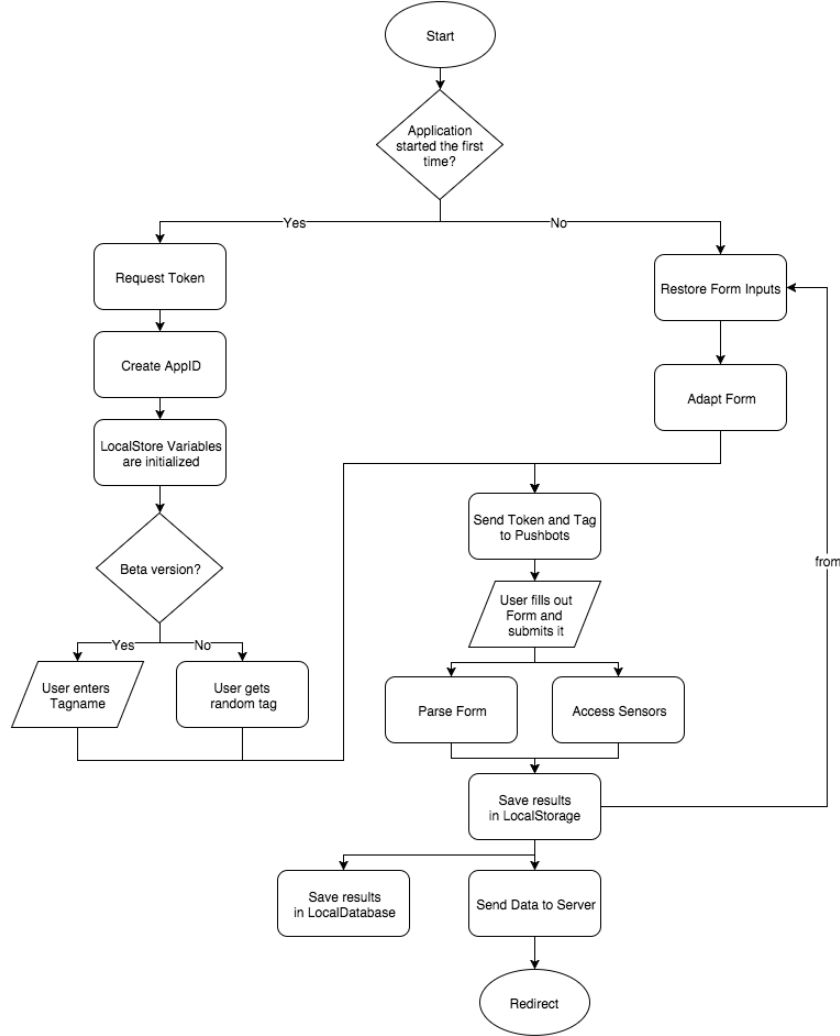 Start
Application
started the first
time?
Yes
No
Request Token
Restore Form Inputs
Create AppID
Adapt Form
LocalStore Variables
are initialized
Send Token and Tag
to Pushbots
Beta version?
from
User fills out
Form and
submits it
Yes
No
User enters
Tagname
User gets
random tag
Parse Form
Access Sensors
Save results
in LocalStorage
Save results
in LocalDatabase
Send Data to Server
Redirect